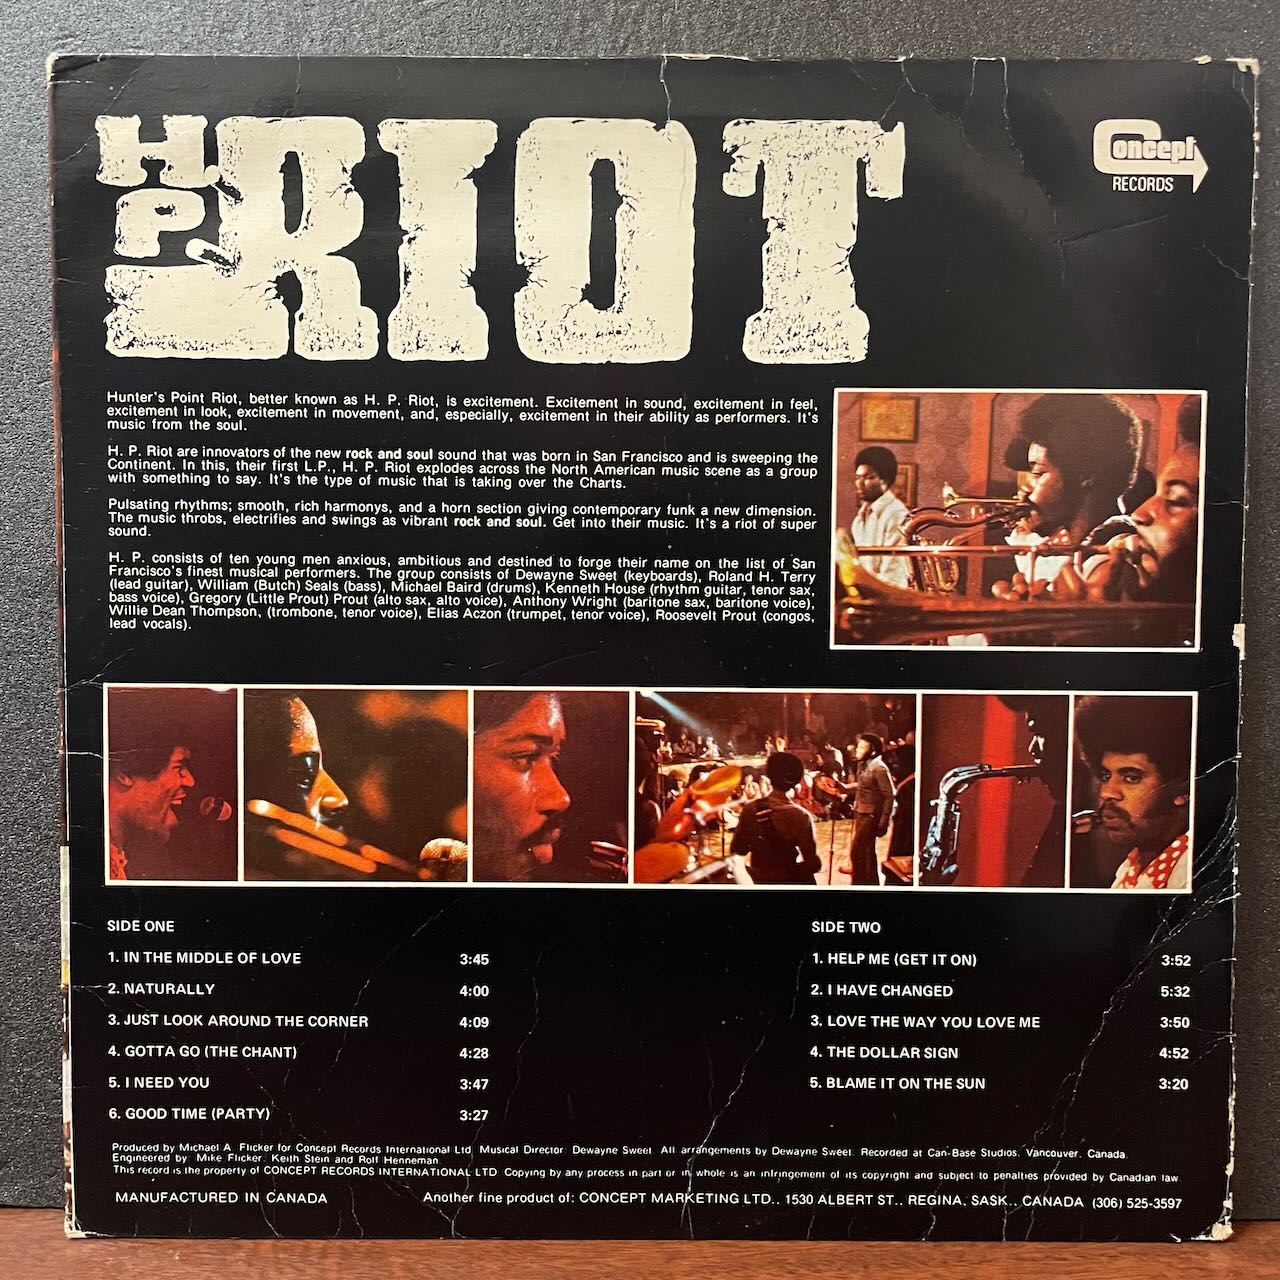 H.P. RIOT
Concept
RECORDS
Hunter's Point Riot, better known as H. P. Riot, is excitement. Excitement in sound, excitement in feel,
excitement in look, excitement in movement, and, especially, excitement in their ability as performers. It's
music from the soul.
H. P. Riot are innovators of the new rock and soul sound that was born in San Francisco and is sweeping the
Continent. In this, their first L.P., H. P. Riot explodes across the North American music scene as a group
with something to say. It's the type of music that is taking over the Charts.
Pulsating rhythms; smooth, rich harmonys, and a horn section giving contemporary funk a new dimension.
The music throbs, electrifies and swings as vibrant rock and soul. Get into their music. It's a riot of super
sound.
H. P. consists of ten young men anxious, ambitious and destined to forge their name on the list of San
Francisco's finest musical performers. The group consists of Dewayne Sweet (keyboards), Roland H. Terry
(lead guitar), William (Butch) Seals (bass), Michael Baird (drums), Kenneth House (rhythm guitar, tenor sax,
bass voice), Gregory (Little Prout) Prout (alto sax, alto voice), Anthony Wright (baritone sax, baritone voice),
Willie Dean Thompson, (trombone, tenor voice), Elias Aczon (trumpet, tenor voice), Roosevelt Prout (congos,
lead vocals).
SIDE ONE
1. IN THE MIDDLE OF LOVE 3:45
2. NATURALLY 4:00
3. JUST LOOK AROUND THE CORNER 4:09
4. GOTTA GO (THE CHANT) 4:28
5. I NEED YOU 3:47
6. GOOD TIME (PARTY) 3:27
SIDE TWO
1. HELP ME (GET IT ON) 3:52
2. I HAVE CHANGED 5:32
3. LOVE THE WAY YOU LOVE ME 3:50
4. THE DOLLAR SIGN 4:52
5. BLAME IT ON THE SUN 3:20
Produced by Michael A. Flicker for Concept Records International Ltd. Musical Director: Dewayne Sweet. All arrangements by Dewayne Sweet. Recorded at Can-Base Studios, Vancouver, Canada.
Engineered by: Mike Flicker, Keith Stein and Rolf Henneman.
This record is the property of CONCEPT RECORDS INTERNATIONAL LTD. Copying by any process in part or in whole is an infringement of its copyright and subject to penalties provided by Canadian law.
MANUFACTURED IN CANADA Another fine product of: CONCEPT MARKETING LTD., 1530 ALBERT ST., REGINA, SASK., CANADA (306) 525-3597